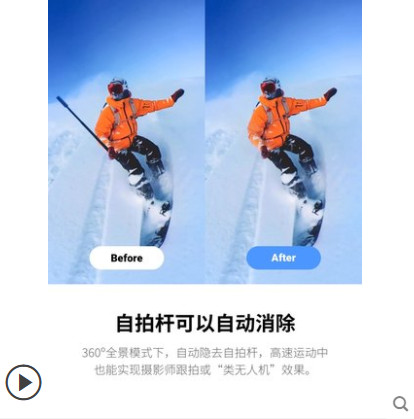 Before
After
自拍杆可以自动消除
360°全景模式下，自动隐去自拍杆，高速运动中
也能实现摄影师跟拍或“类无人机”效果。